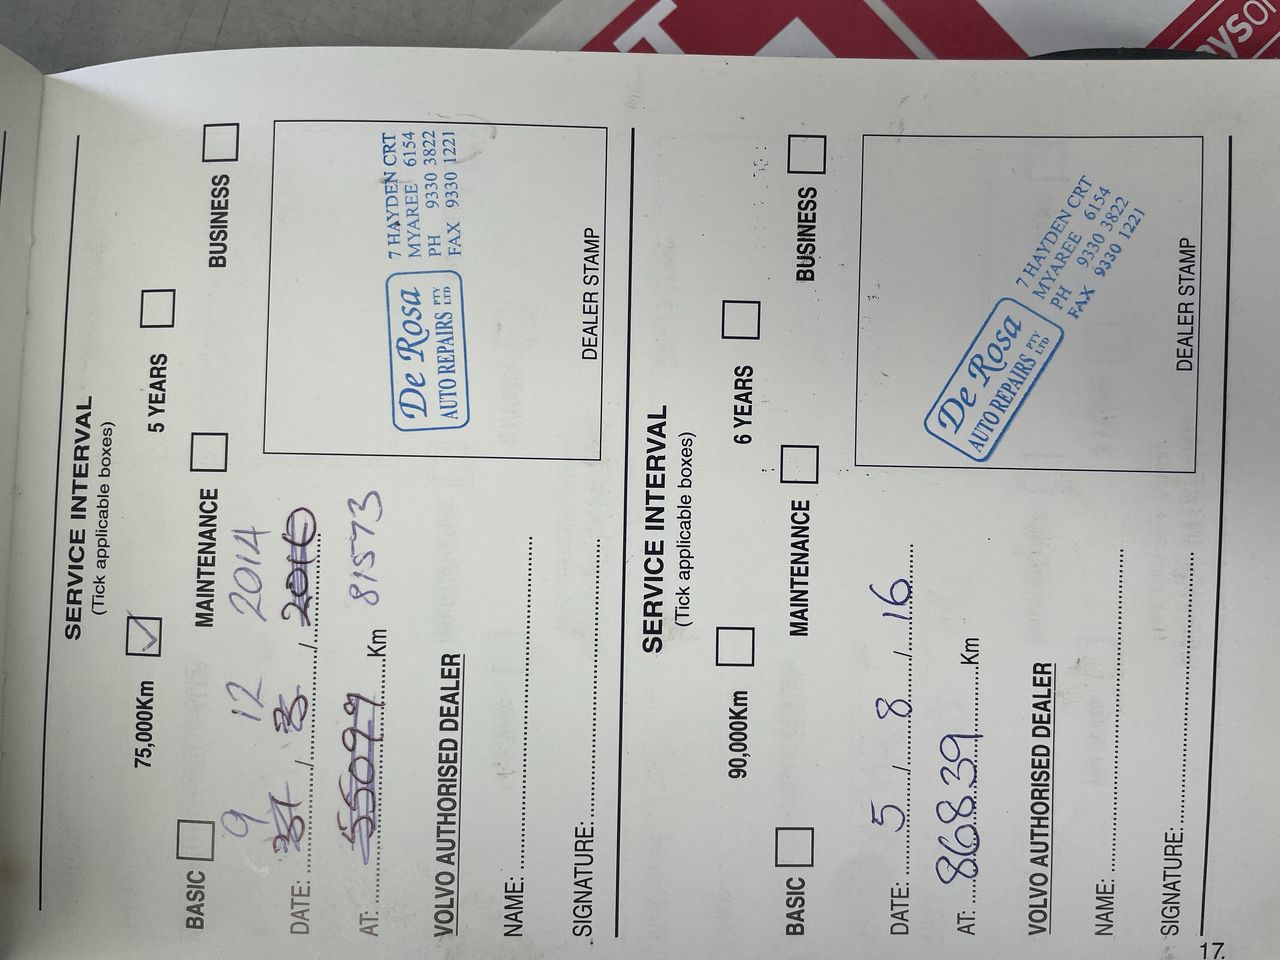 SERVICE INTERVAL
(Tick applicable boxes)
75,000Km ✓ 5 YEARS
BASIC MAINTENANCE BUSINESS
9 12 2014
DATE: / / 2016
AT: 55099 Km 81573
VOLVO AUTHORISED DEALER
NAME:
SIGNATURE:
De Rosa
AUTO REPAIRS PTY LTD
7 HAYDEN CRT
MYAREE 6154
PH 9330 3822
FAX 9330 1221
DEALER STAMP
SERVICE INTERVAL
(Tick applicable boxes)
90,000Km 6 YEARS
BASIC MAINTENANCE BUSINESS
DATE: 5 / 8 / 16
AT: 86839 Km
VOLVO AUTHORISED DEALER
NAME:
SIGNATURE:
De Rosa
AUTO REPAIRS PTY LTD
7 HAYDEN CRT
MYAREE 6154
PH 9330 3822
FAX 9330 1221
DEALER STAMP
17.